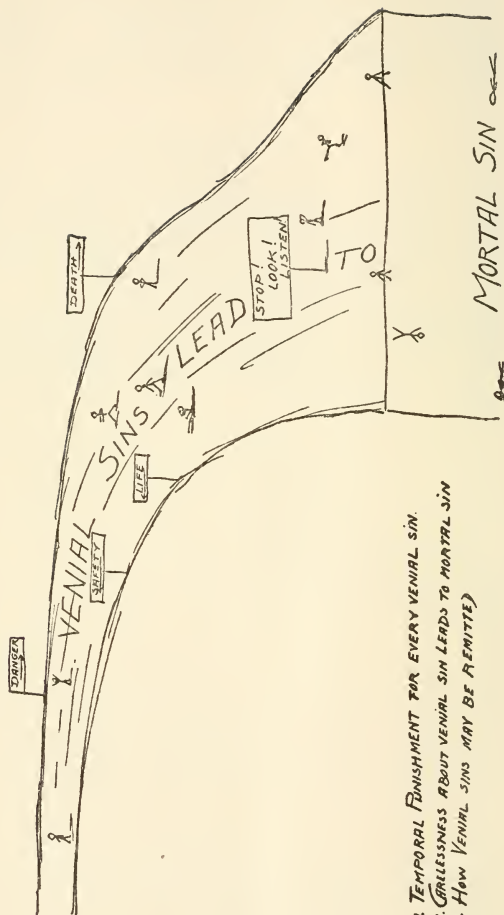 DANGER
DEATH
VENIAL SINS LEAD TO
SAFETY
LIFE
STOP!
LOOK!
LISTEN
MORTAL SIN
TEMPORAL PUNISHMENT FOR EVERY VENIAL SIN.
CARELESSNESS ABOUT VENIAL SIN LEADS TO MORTAL SIN
HOW VENIAL SINS MAY BE REMITTE)